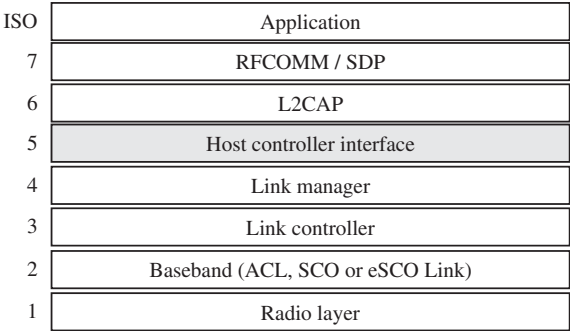 ISO Application
7 RFCOMM / SDP
6 L2CAP
5 Host controller interface
4 Link manager
3 Link controller
2 Baseband (ACL, SCO or eSCO Link)
1 Radio layer